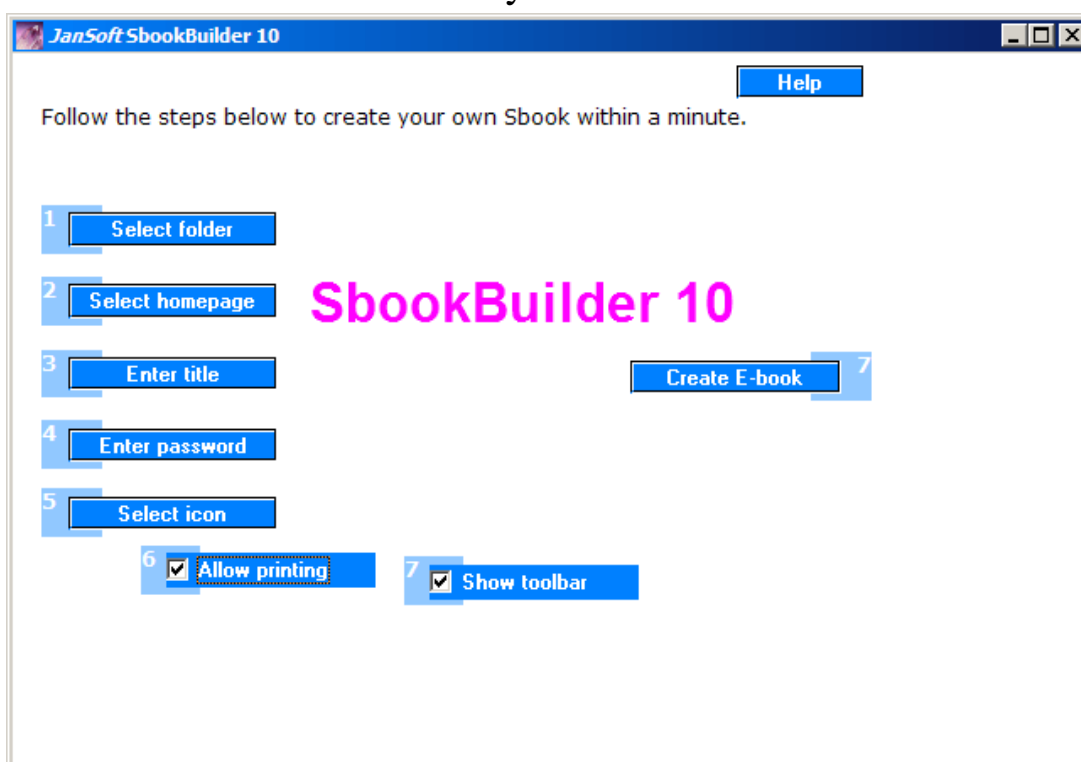 JanSoft SbookBuilder 10
Help
Follow the steps below to create your own Sbook within a minute.
1 Select folder
2 Select homepage
SbookBuilder 10
3 Enter title
Create E-book 7
4 Enter password
5 Select icon
6 Allow printing
7 Show toolbar